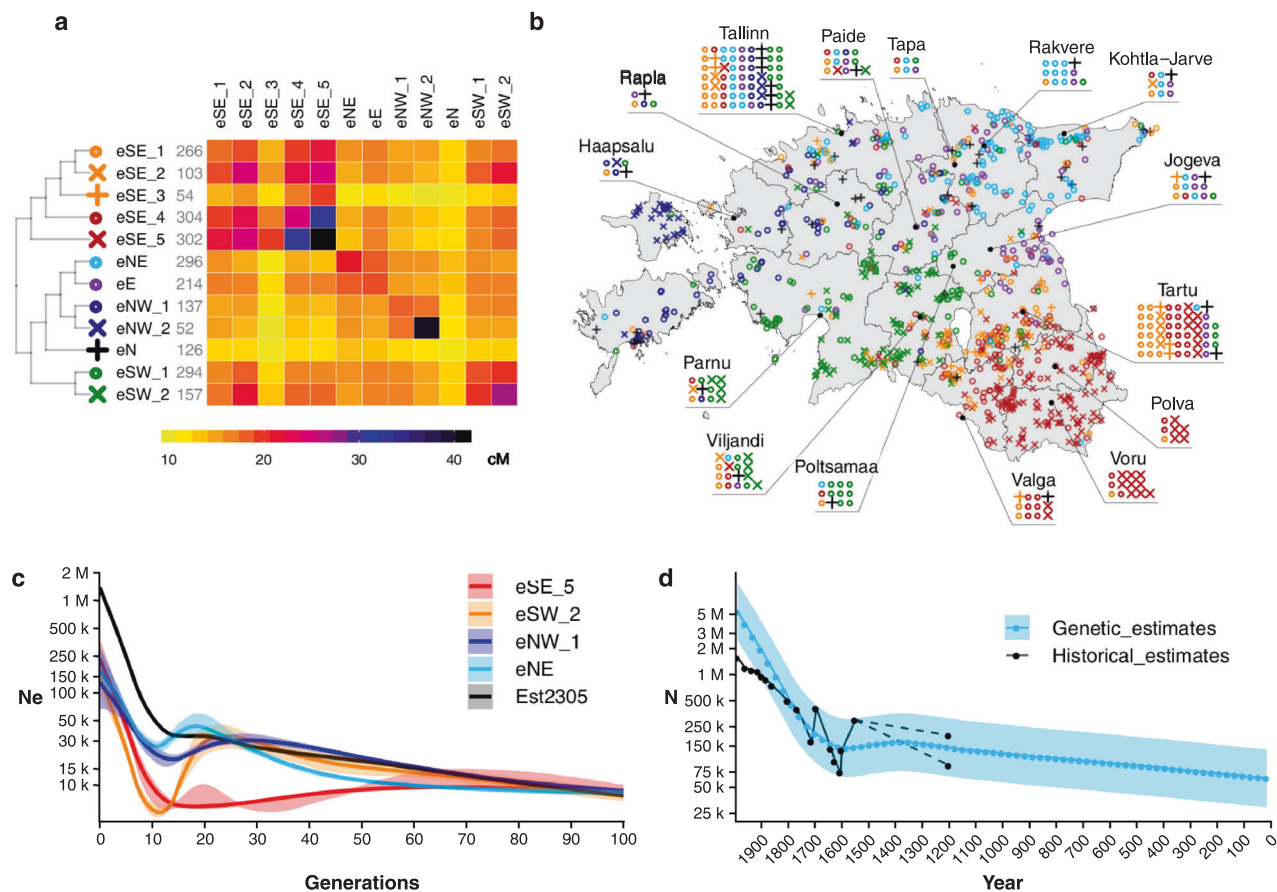 a
eSE_1 eSE_2 eSE_3 eSE_4 eSE_5 eNE eE eNW_1 eNW_2 eN eSW_1 eSW_2
eSE_1 266
eSE_2 103
eSE_3 54
eSE_4 304
eSE_5 302
eNE 296
eE 214
eNW_1 137
eNW_2 52
eN 126
eSW_1 294
eSW_2 157
10 20 30 40 cM
b
Tallinn
Paide
Tapa
Rakvere
Kohtla-Jarve
Rapla
Haapsalu
Jogeva
Tartu
Parnu
Polva
Viljandi
Poltsamaa
Valga
Voru
c
2 M
1 M
500 k
250 k
150 k
100 k
50 k
30 k
15 k
10 k
Ne
eSE_5
eSW_2
eNW_1
eNE
Est2305
0 10 20 30 40 50 60 70 80 90 100
Generations
d
5 M
3 M
2 M
1 M
500 k
250 k
150 k
75 k
50 k
25 k
N
Genetic_estimates
Historical_estimates
1900 1800 1700 1600 1500 1400 1300 1200 1100 1000 900 800 700 600 500 400 300 200 100 0
Year